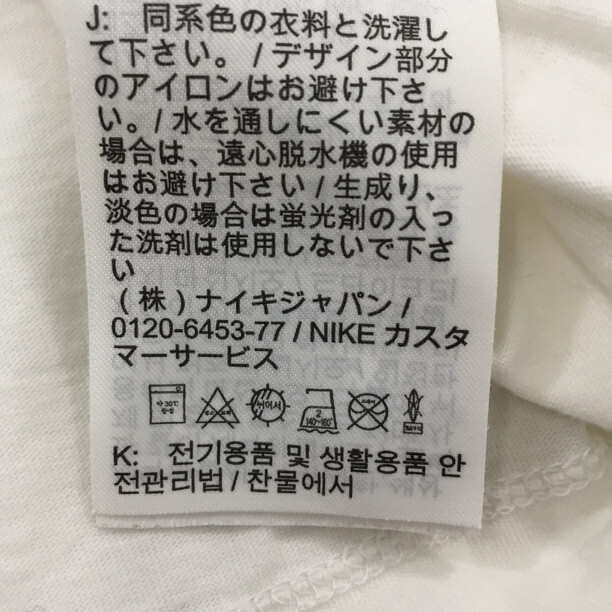 J: 同系色の衣料と洗濯し
て下さい。 / デザイン部分
のアイロンはお避け下さ
い。/ 水を通しにくい素材の
場合は、遠心脱水機の使用
はお避け下さい / 生成り、
淡色の場合は蛍光剤の入っ
た洗剤は使用しないで下さ
い
(株)ナイキジャパン /
0120-6453-77 / NIKE カスタ
マーサービス
2
140~160℃
K: 전기용품 및 생활용품 안
전관리법 / 찬물에서